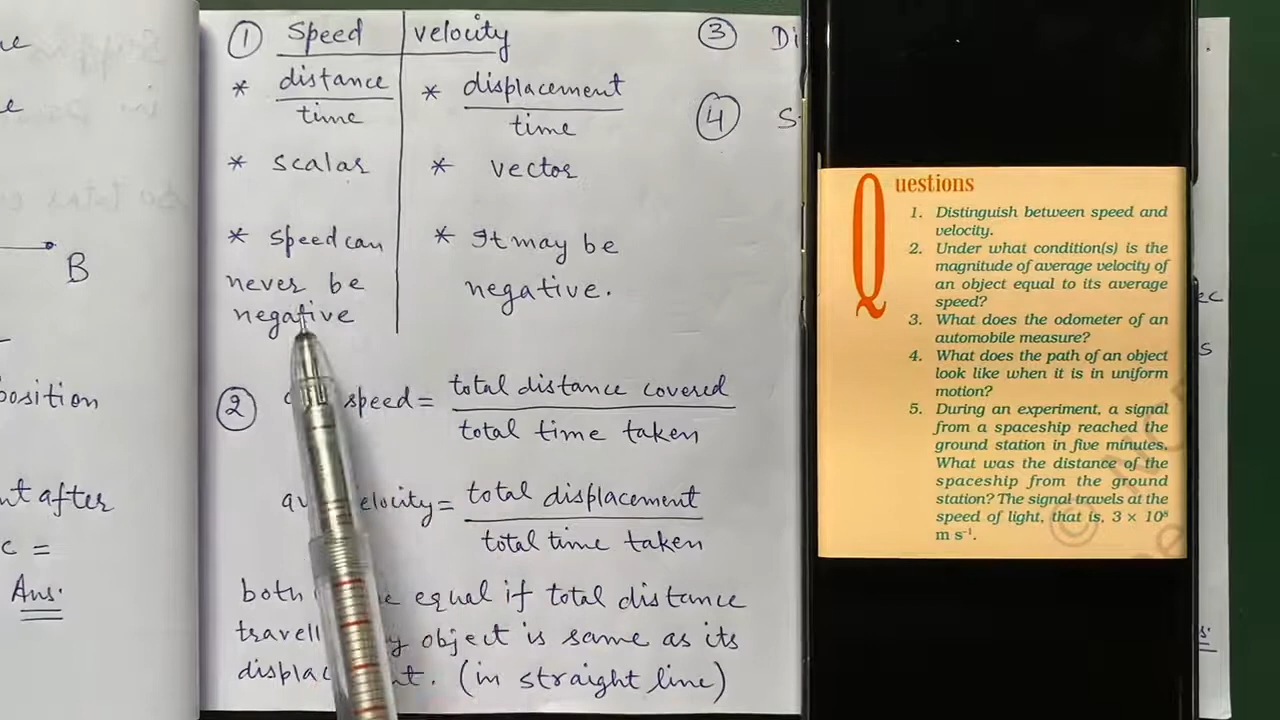 position
nt after
c =
Ans.
B
① Speed | velocity
* distance / time | * displacement / time
* scalar | * vector
* speed can never be negative | * It may be negative.
② speed = total distance covered / total time taken
elocity = total displacement / total time taken
both equal if total distance
travell object is same as its
displac t. (in straight line)
③ Di
④ S
Questions
1. Distinguish between speed and
velocity.
2. Under what condition(s) is the
magnitude of average velocity of
an object equal to its average
speed?
3. What does the odometer of an
automobile measure?
4. What does the path of an object
look like when it is in uniform
motion?
5. During an experiment, a signal
from a spaceship reached the
ground station in five minutes.
What was the distance of the
spaceship from the ground
station? The signal travels at the
speed of light, that is, 3 × 10⁸
m s⁻¹.